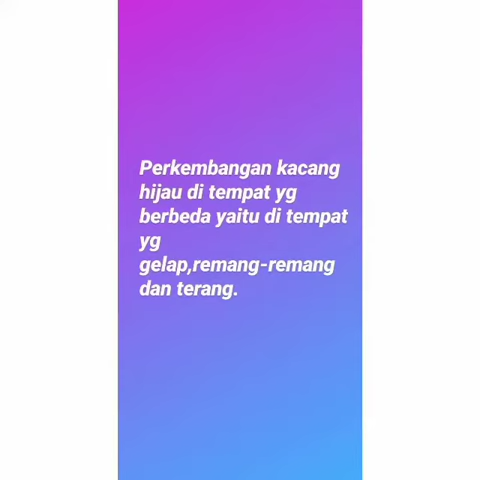 Perkembangan kacang
hijau di tempat yg
berbeda yaitu di tempat
yg
gelap,remang-remang
dan terang.